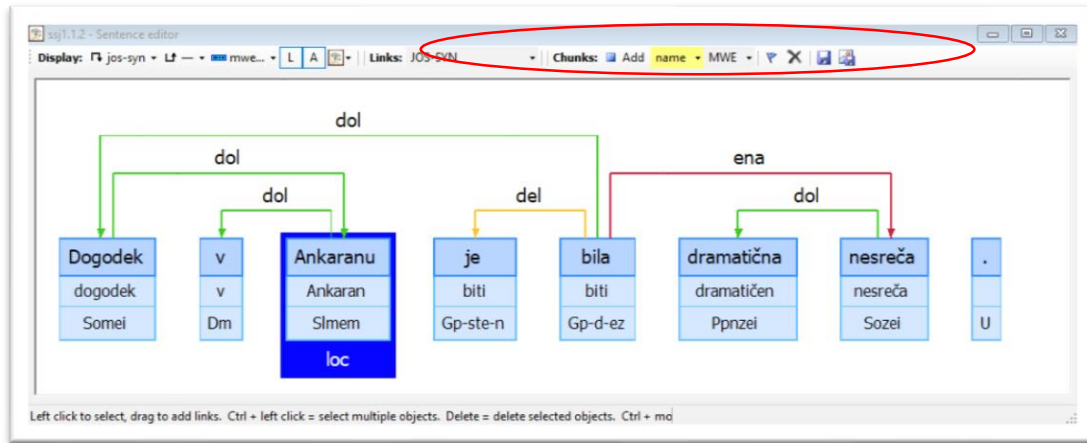 ssj1.1.2 - Sentence editor
Display: jos-syn mwe... L A Links: JOS-SYN Chunks: Add name MWE
dol
dol ena
dol del dol
Dogodek v Ankaranu je bila dramatična nesreča .
dogodek v Ankaran biti biti dramatičen nesreča
Somei Dm Slmem Gp-ste-n Gp-d-ez Ppnzei Sozei U
loc
Left click to select, drag to add links. Ctrl + left click = select multiple objects. Delete = delete selected objects. Ctrl + mo